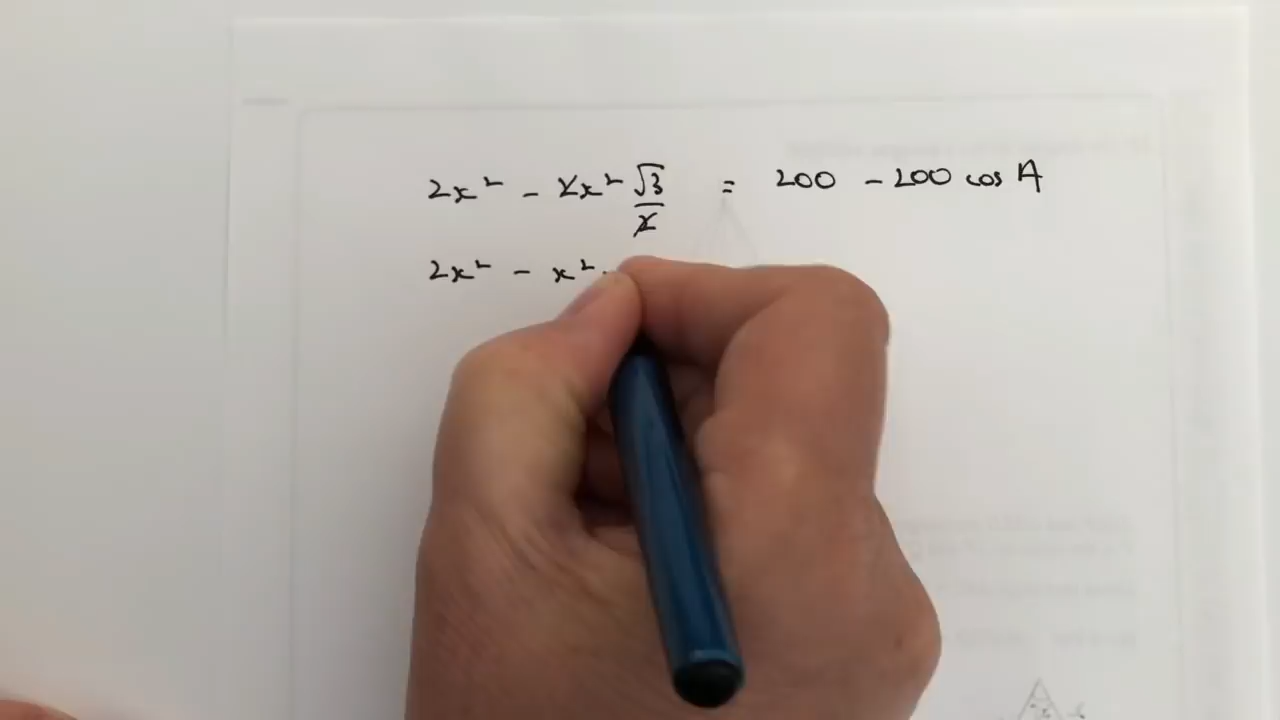 2x² - 2x² √3/2 = 200 - 200 cos A
2x² - x²